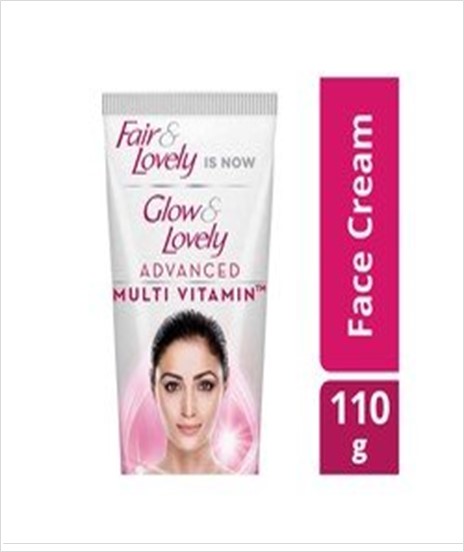 Fair &
Lovely IS NOW
Glow &
Lovely
ADVANCED
MULTI VITAMIN™
Face Cream
110
g